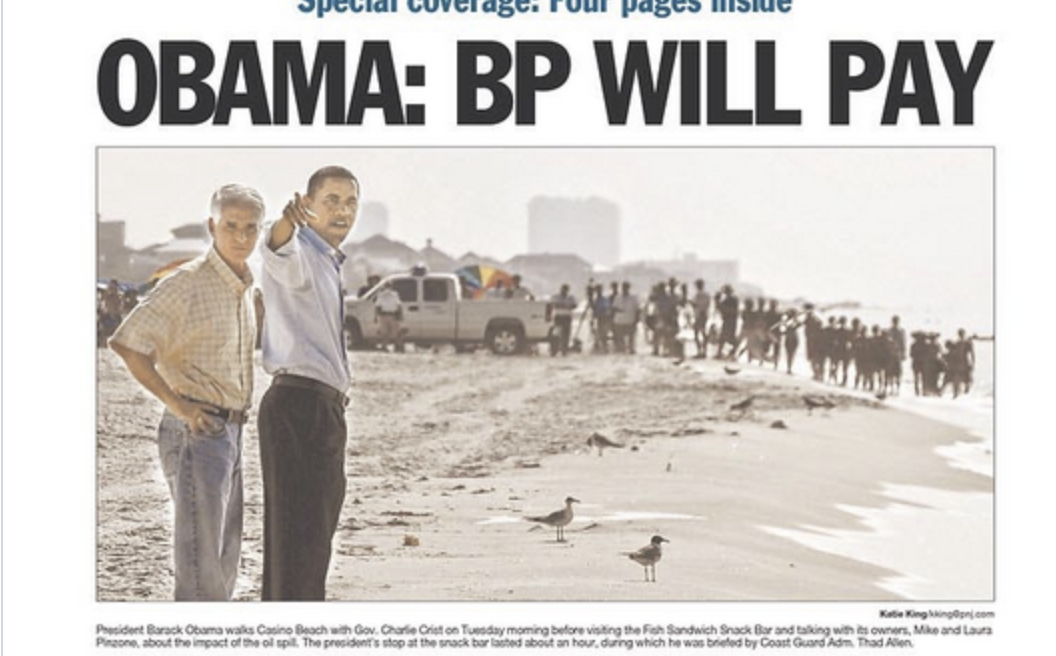 Special coverage: Four pages inside
OBAMA: BP WILL PAY
Katie King/kking@pnj.com
President Barack Obama walks Casino Beach with Gov. Charlie Crist on Tuesday morning before visiting the Fish Sandwich Snack Bar and talking with its owners, Mike and Laura
Pinzone, about the impact of the oil spill. The president's stop at the snack bar lasted about an hour, during which he was briefed by Coast Guard Adm. Thad Allen.